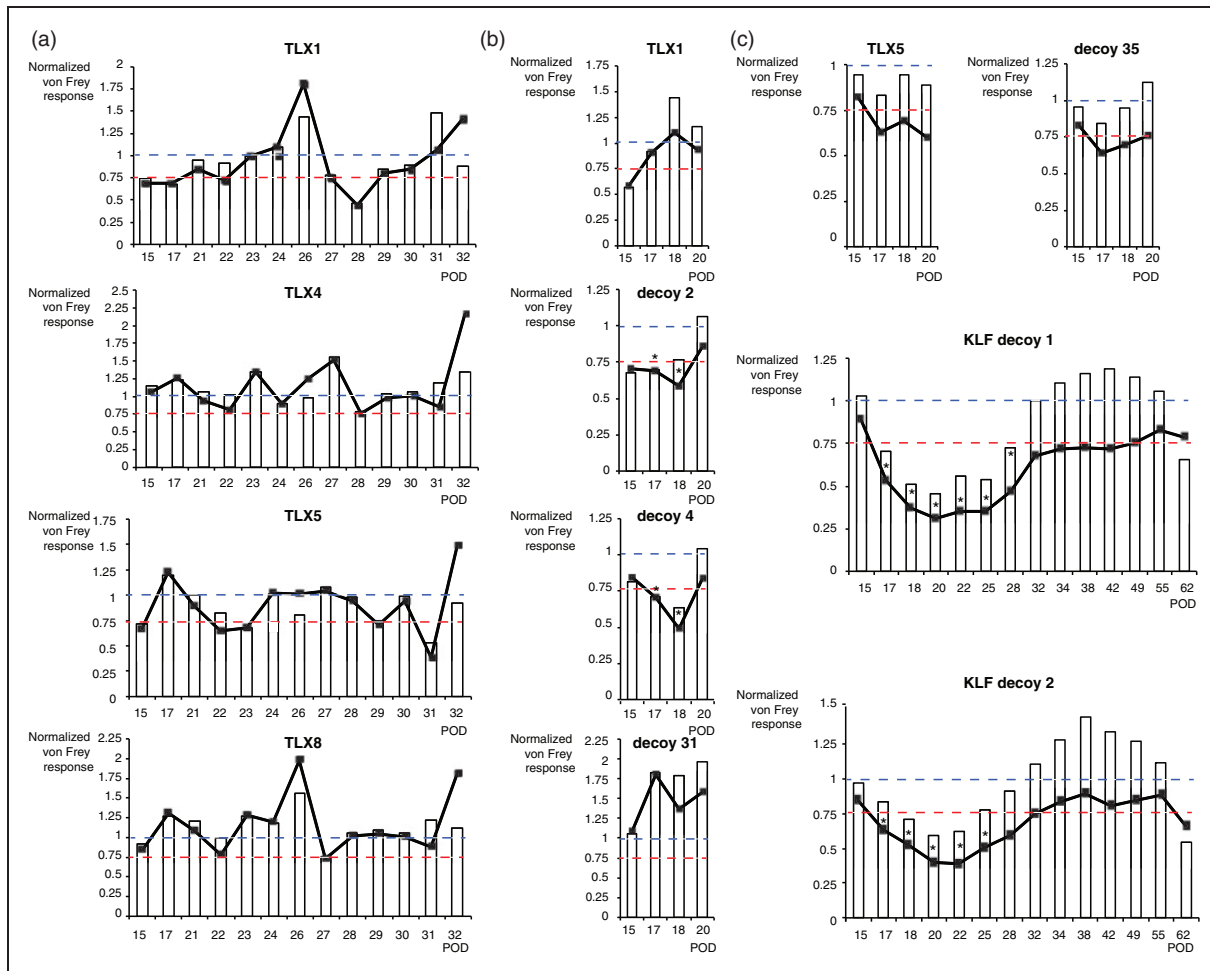 (a)
TLX1
Normalized
von Frey
response
2
1.75
1.5
1.25
1
0.75
0.5
0.25
0
15 17 21 22 23 24 26 27 28 29 30 31 32
POD
TLX4
Normalized
von Frey
response
2.5
2.25
2
1.75
1.5
1.25
1
0.75
0.5
0.25
0
15 17 21 22 23 24 26 27 28 29 30 31 32
POD
TLX5
Normalized
von Frey
response
1.75
1.5
1.25
1
0.75
0.5
0.25
0
15 17 21 22 23 24 26 27 28 29 30 31 32
POD
TLX8
Normalized
von Frey
response
2.25
2
1.75
1.5
1.25
1
0.75
0.5
0.25
0
15 17 21 22 23 24 26 27 28 29 30 31 32
POD
(b)
TLX1
Normalized
von Frey
response
1.75
1.5
1.25
1
0.75
0.5
0.25
0
15 17 18 20
POD
decoy 2
Normalized
von Frey
response
1.25
1
0.75
0.5
0.25
0
* *
15 17 18 20
POD
decoy 4
Normalized
von Frey
response
1.25
1
0.75
0.5
0.25
0
* *
15 17 18 20
POD
decoy 31
Normalized
von Frey
response
2.25
2
1.75
1.5
1.25
1
0.75
0.5
0.25
0
15 17 18 20
POD
(c)
TLX5
Normalized
von Frey
response
1
0.75
0.5
0
15 17 18 20
POD
decoy 35
Normalized
von Frey
response
1.25
1
0.75
0.5
0.25
0
15 17 18 20
POD
KLF decoy 1
Normalized
von Frey
response
1.25
1
0.75
0.5
0.25
0
* * * * * *
15 17 18 20 22 25 28 32 34 38 42 49 55 62
POD
KLF decoy 2
Normalized
von Frey
response
1.5
1.25
1
0.75
0.5
0.25
0
* * * * *
15 17 18 20 22 25 28 32 34 38 42 49 55 62
POD